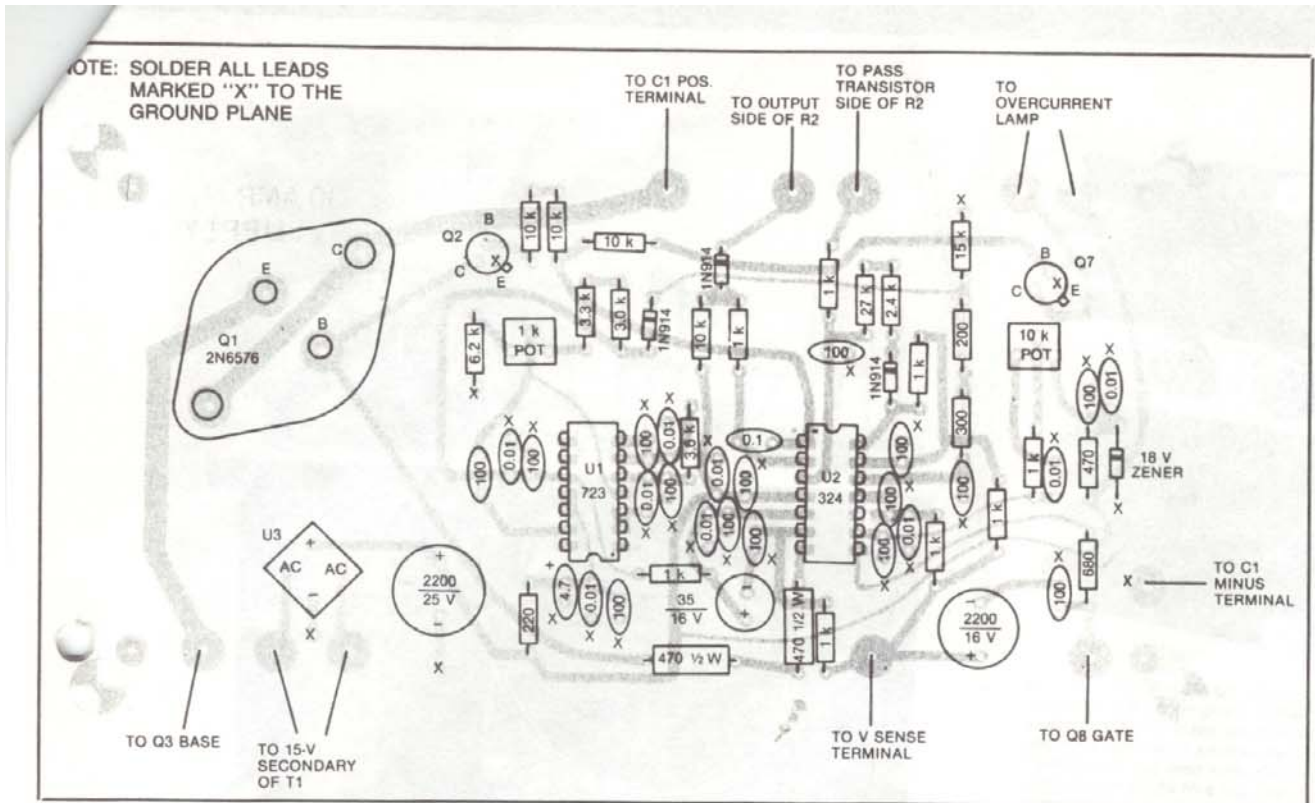 OTE: SOLDER ALL LEADS
MARKED "X" TO THE
GROUND PLANE
TO C1 POS.
TERMINAL
TO OUTPUT
SIDE OF R2
TO PASS
TRANSISTOR
SIDE OF R2
TO
OVERCURRENT
LAMP
X
B
Q2
C
X
E
10 k
10 k
10 k
1N914
1 k
27 k
2.4 k
15 k
B
Q7
C
X
E
C
E
B
Q1
2N6576
6.2 k
X
1 k
POT
3.3 k
3.0 k
1N914
10 k
1 k
100
X
1N914
1 k
200
10 k
POT
X
X
100
0.01
X
X
100
0.01
100
U1
723
X
X
100
0.01
0.01
100
X
X
X
0.1
0.01
X
100
0.01
100
100
X
X
X
U2
324
100
X
100
0.01
100
X
X
1 k
300
100
X
1 k
1 k
X
0.01
470
18 V
ZENER
X
U3
+
AC
AC
−
X
+
2200
25 V
−
X
220
+
4.7
0.01
100
X
X
X
1 k
35
16 V
−
+
470 ½ W
470 1/2 W
1 k
−
2200
16 V
+
X
100
680
X
TO C1
MINUS
TERMINAL
TO Q3 BASE
TO 15-V
SECONDARY
OF T1
TO V SENSE
TERMINAL
TO Q8 GATE